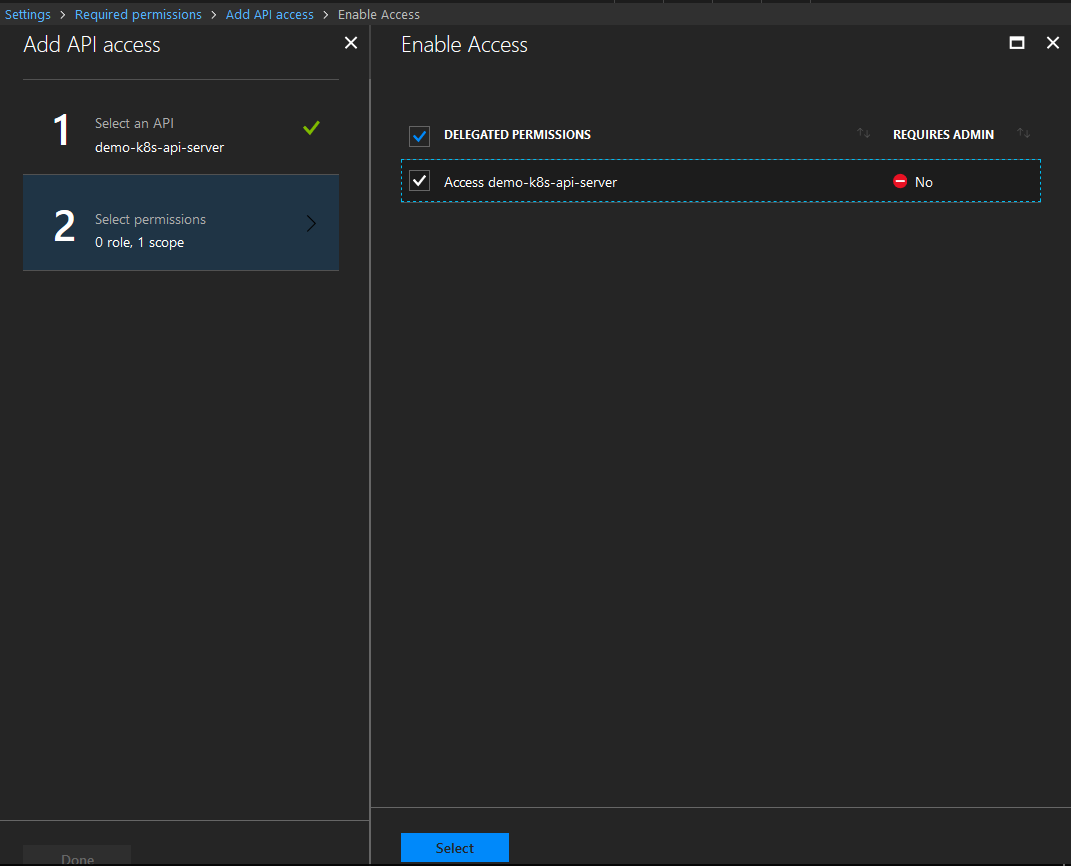 Settings > Required permissions > Add API access > Enable Access
Add API access
1
Select an API
demo-k8s-api-server
2
Select permissions
0 role, 1 scope
Done
Enable Access
DELEGATED PERMISSIONS
REQUIRES ADMIN
Access demo-k8s-api-server
No
Select